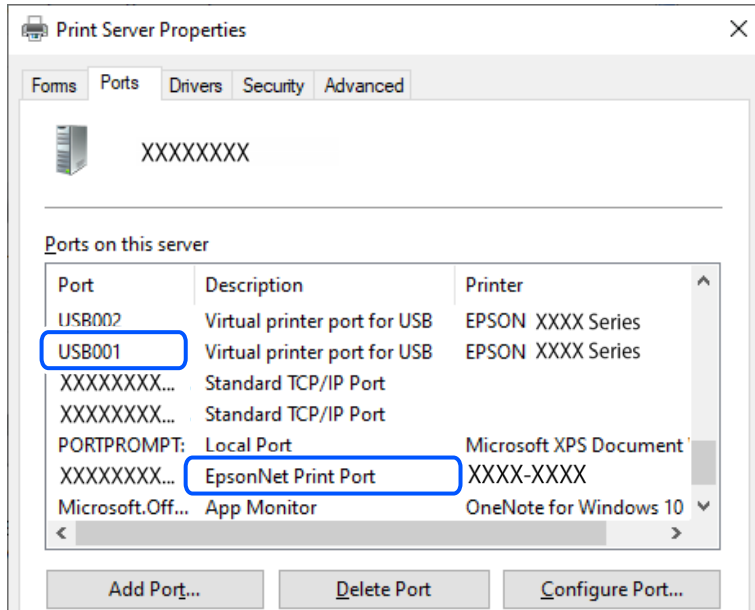 Print Server Properties
Forms Ports Drivers Security Advanced
XXXXXXXX
Ports on this server
Port Description Printer
USB002 Virtual printer port for USB EPSON XXXX Series
USB001 Virtual printer port for USB EPSON XXXX Series
XXXXXXXX... Standard TCP/IP Port
XXXXXXXX... Standard TCP/IP Port
PORTPROMPT: Local Port Microsoft XPS Document
XXXXXXXX... EpsonNet Print Port XXXX-XXXX
Microsoft.Off... App Monitor OneNote for Windows 10
Add Port... Delete Port Configure Port...